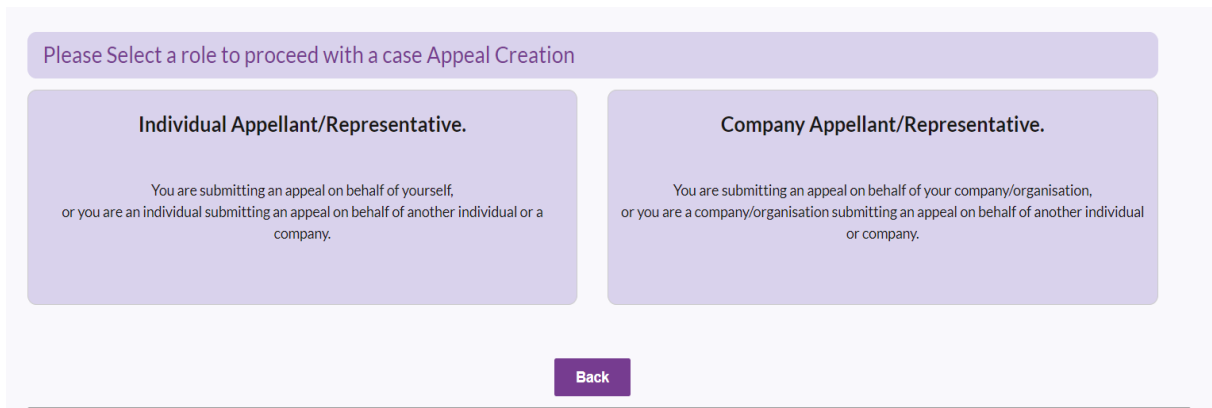 Please Select a role to proceed with a case Appeal Creation
Individual Appellant/Representative.
You are submitting an appeal on behalf of yourself,
or you are an individual submitting an appeal on behalf of another individual or a
company.
Company Appellant/Representative.
You are submitting an appeal on behalf of your company/organisation,
or you are a company/organisation submitting an appeal on behalf of another individual
or company.
Back